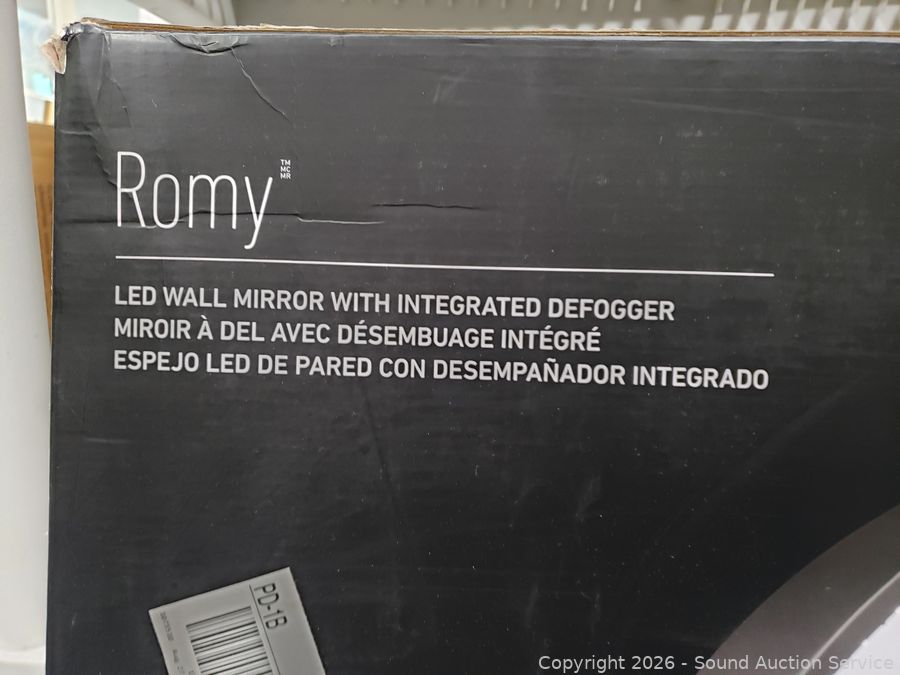 Romy
TM
MC
MR
LED WALL MIRROR WITH INTEGRATED DEFOGGER
MIROIR À DEL AVEC DÉSEMBUAGE INTÉGRÉ
ESPEJO LED DE PARED CON DESEMPAÑADOR INTEGRADO
PD-1B
Copyright 2026 - Sound Auction Service